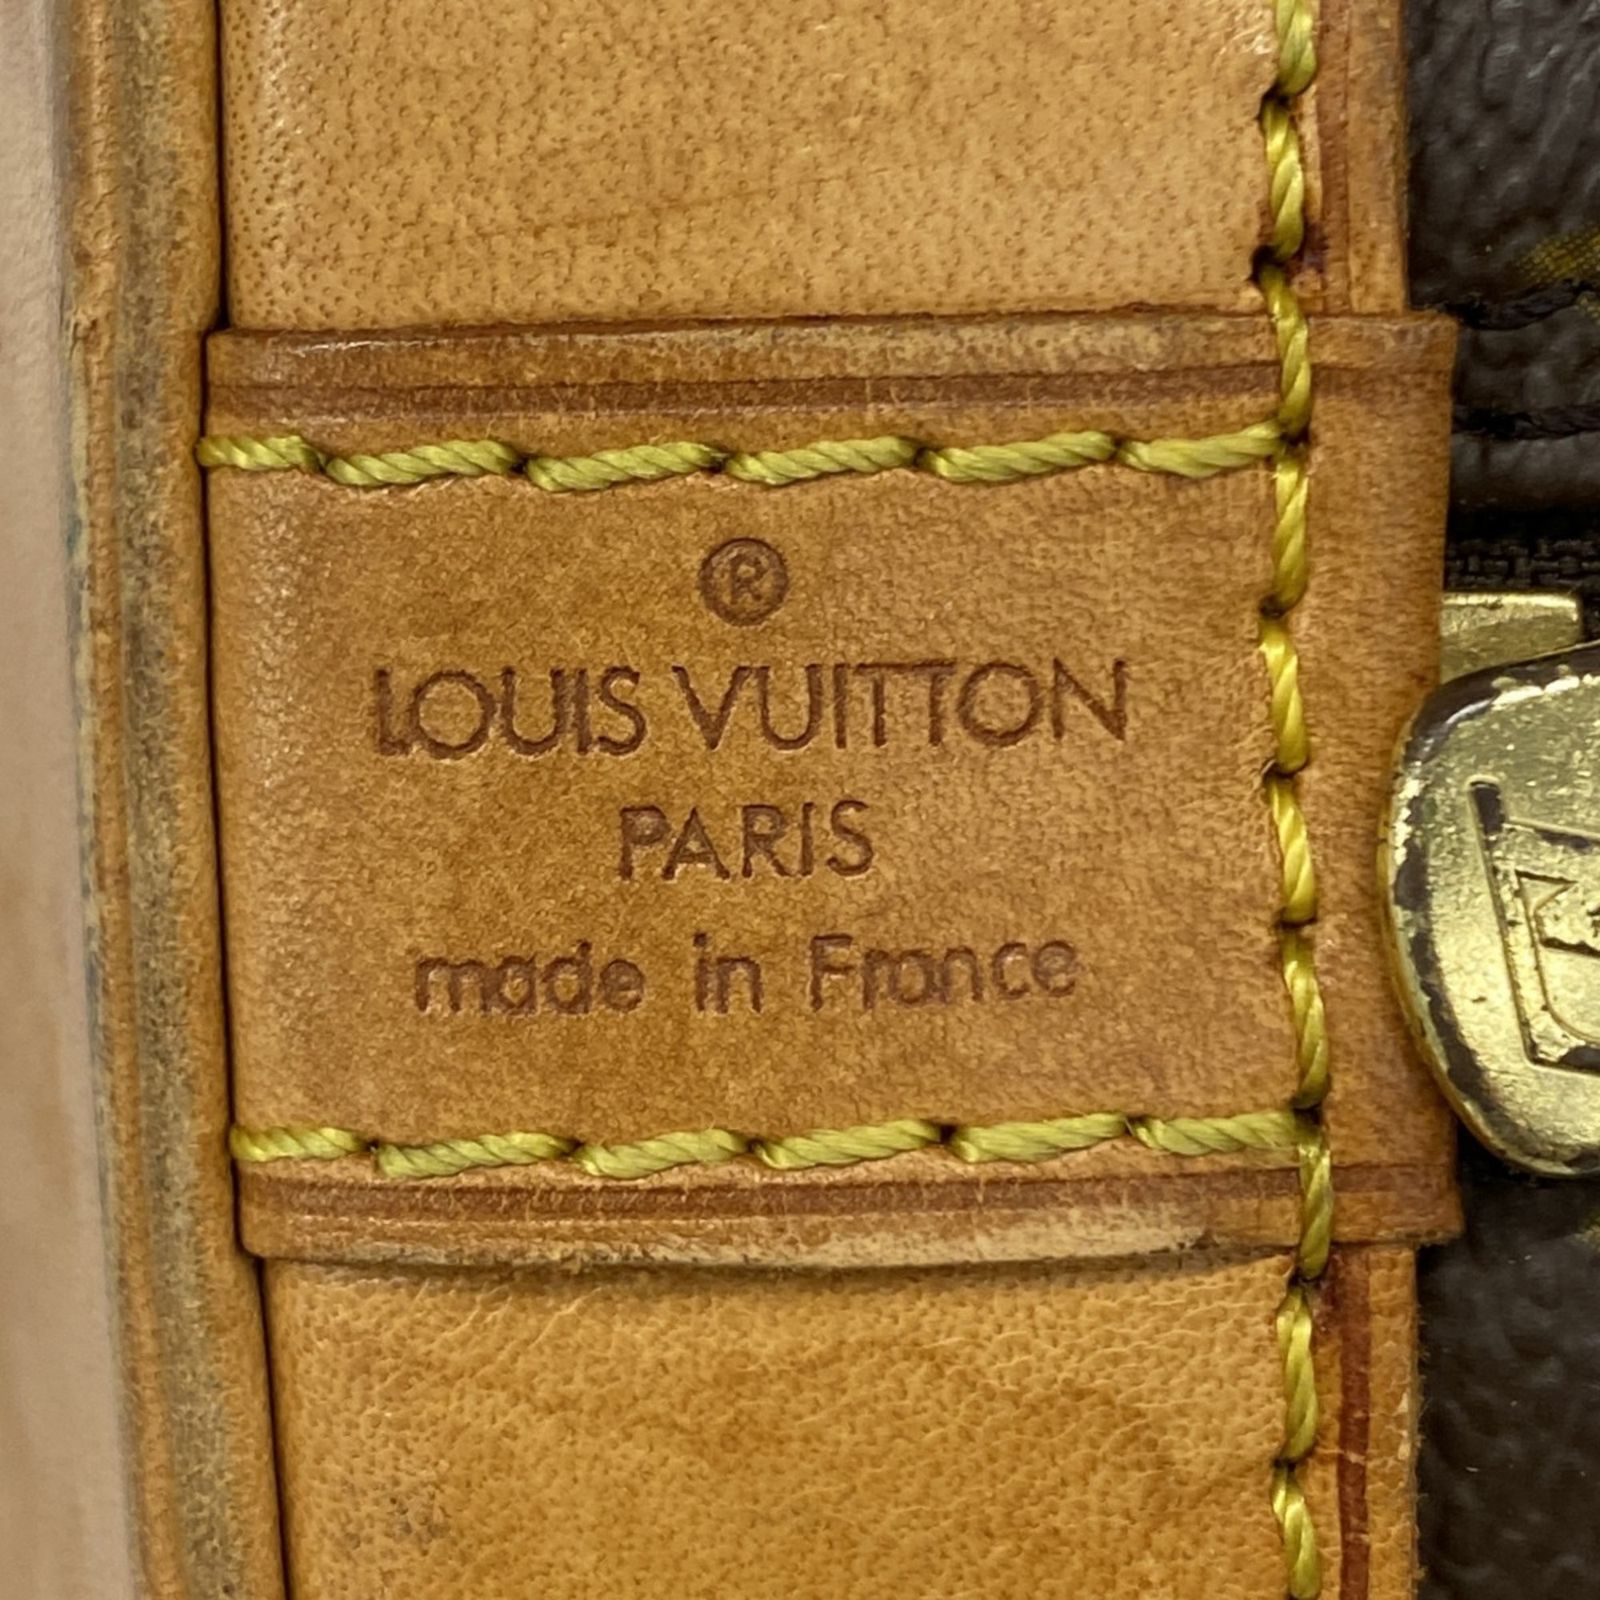 ®
LOUIS VUITTON
PARIS
made in France